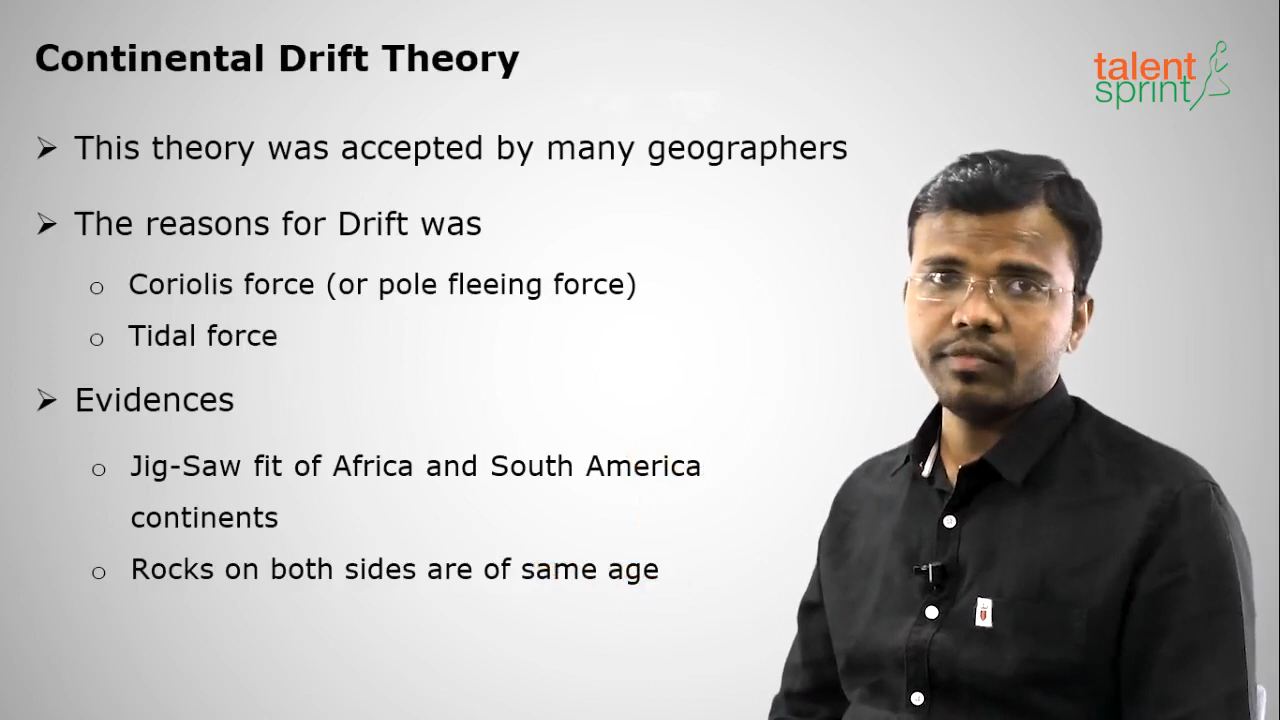 Continental Drift Theory
talent
sprint
➢ This theory was accepted by many geographers
➢ The reasons for Drift was
o Coriolis force (or pole fleeing force)
o Tidal force
➢ Evidences
o Jig-Saw fit of Africa and South America
continents
o Rocks on both sides are of same age